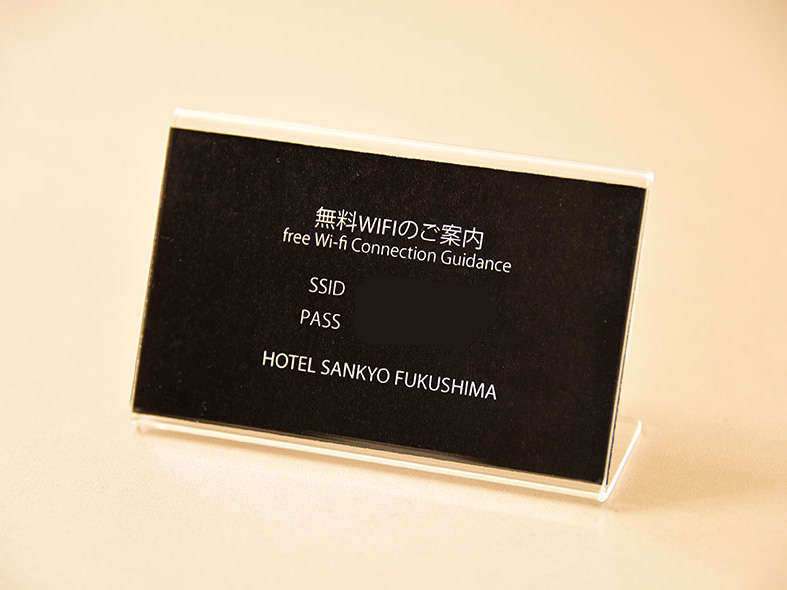 無料WIFIのご案内
free Wi-fi Connection Guidance
SSID
PASS
HOTEL SANKYO FUKUSHIMA